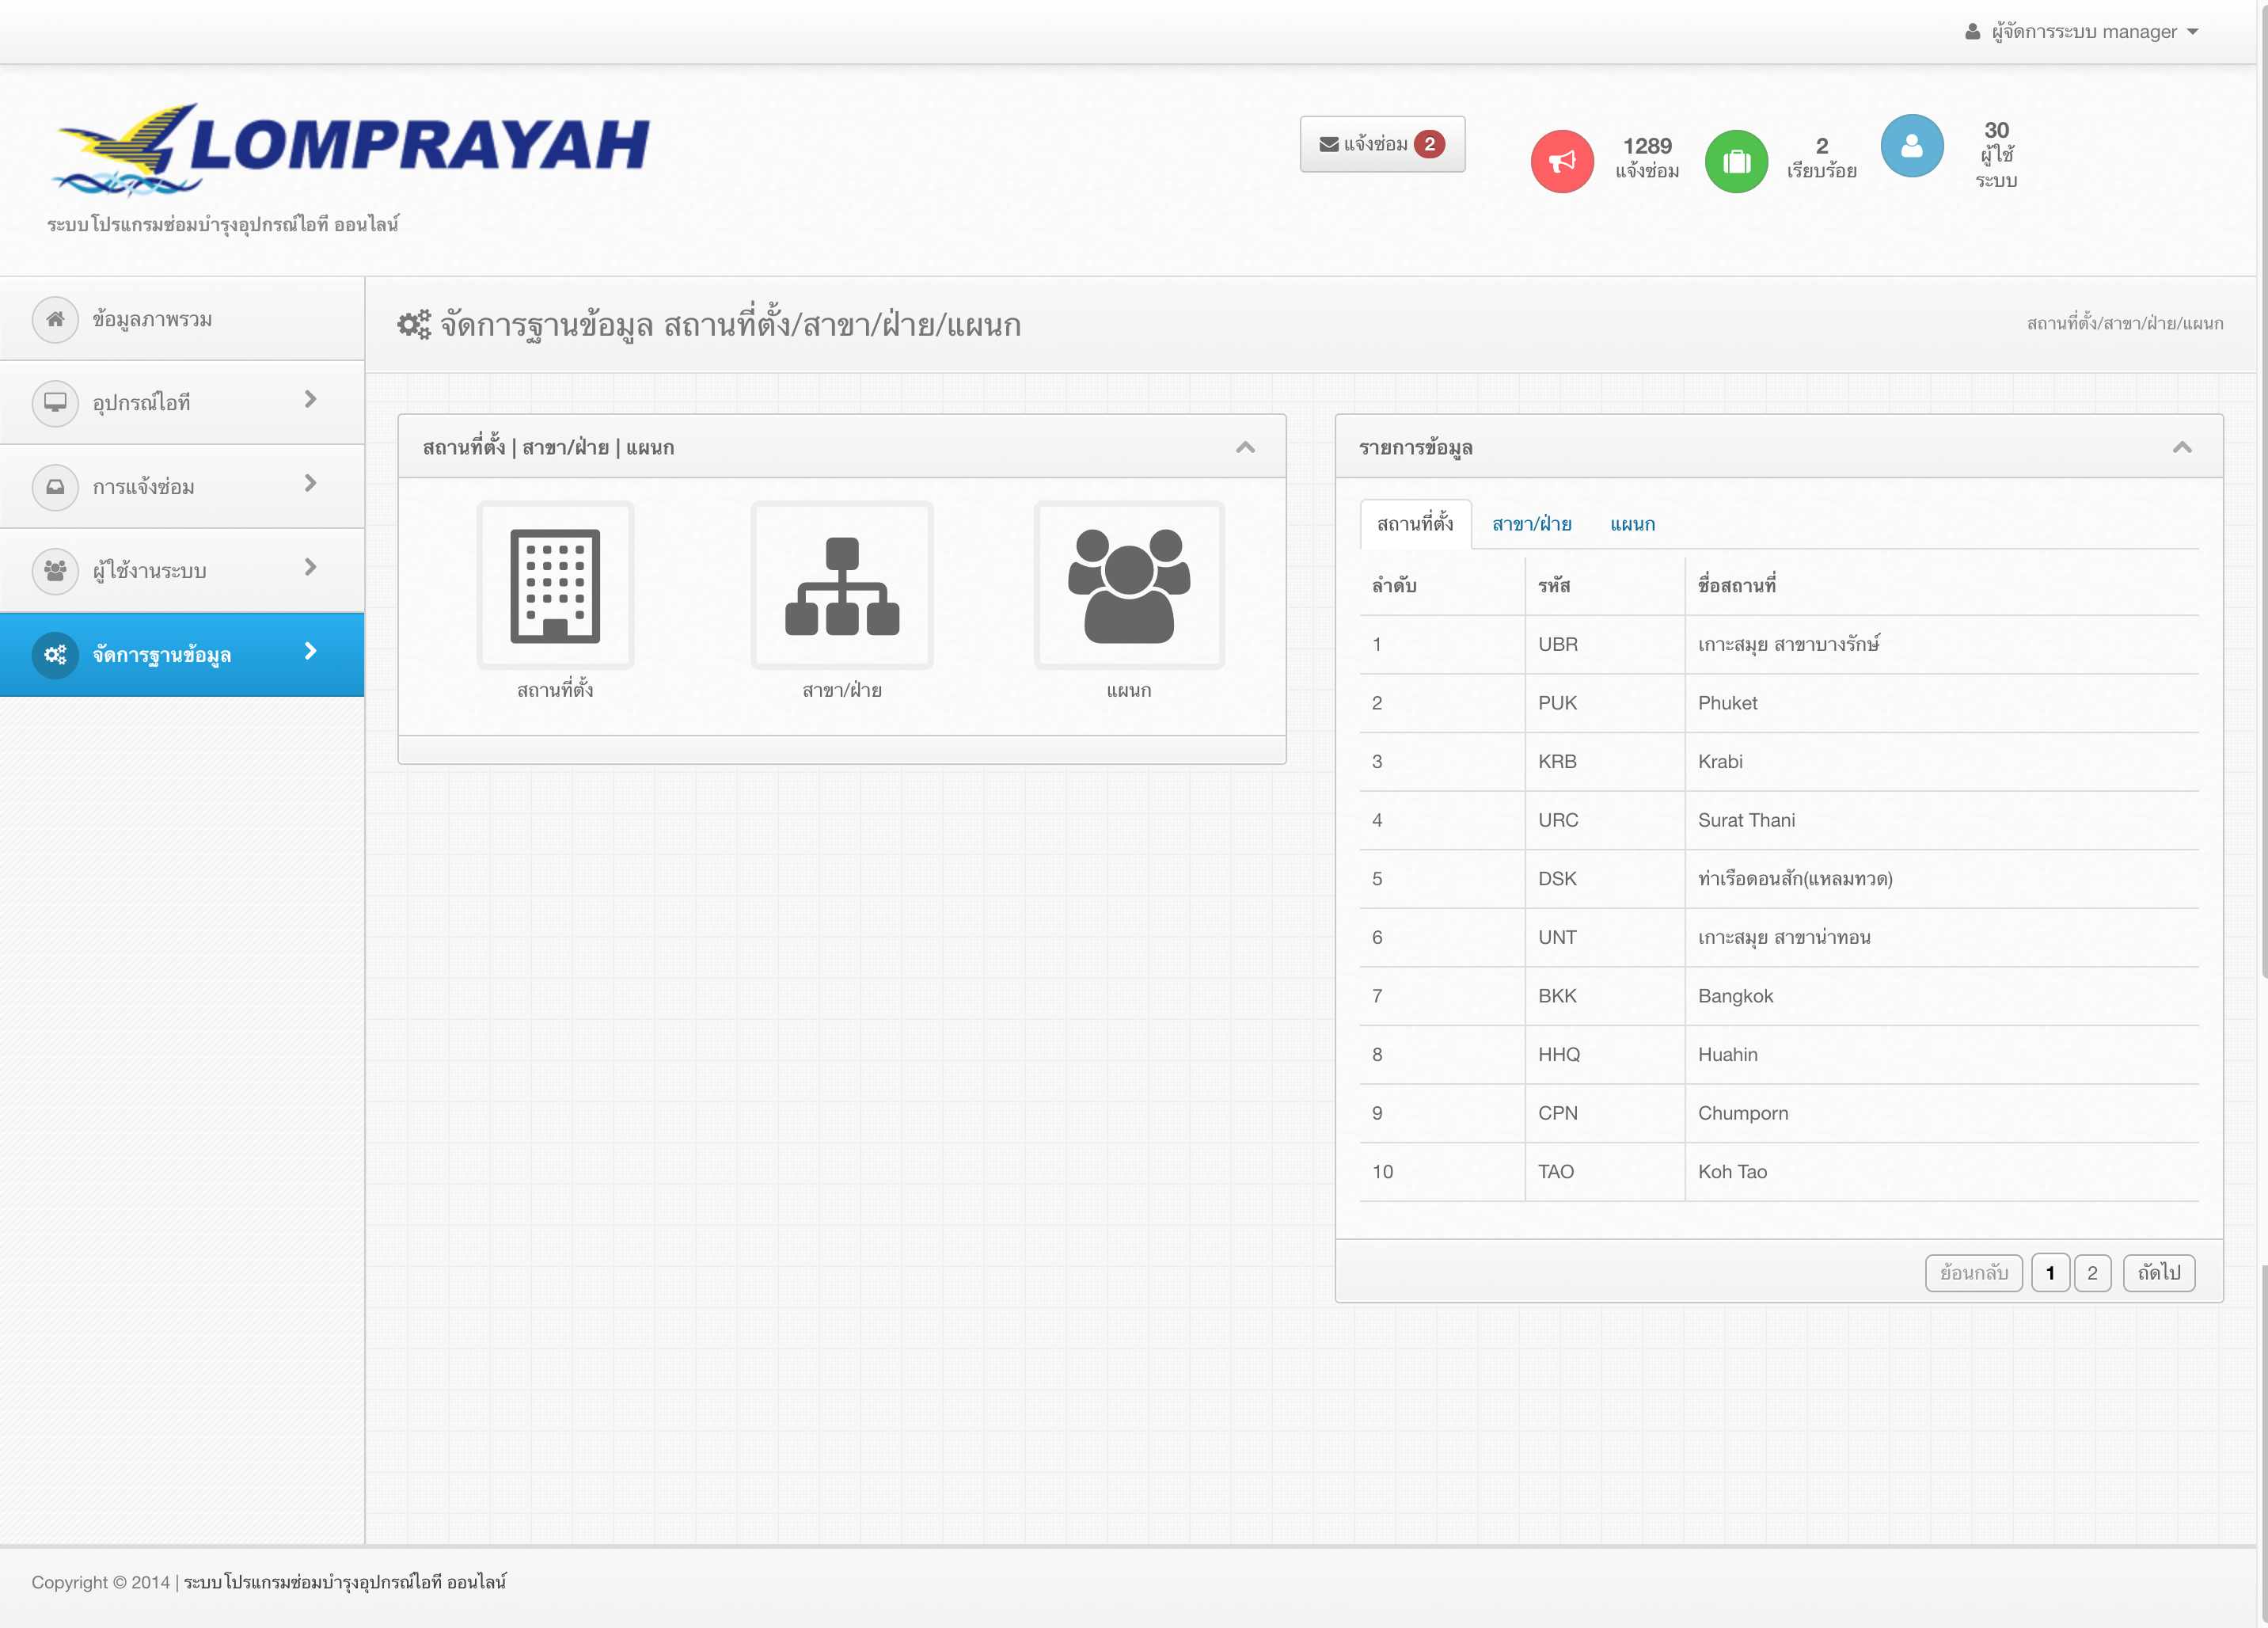 ผู้จัดการระบบ manager
LOMPRAYAH
ระบบโปรแกรมซ่อมบำรุงอุปกรณ์ไอที ออนไลน์
แจ้งซ่อม 2
1289
แจ้งซ่อม
2
เรียบร้อย
30
ผู้ใช้
ระบบ
ข้อมูลภาพรวม
อุปกรณ์ไอที
การแจ้งซ่อม
ผู้ใช้งานระบบ
จัดการฐานข้อมูล
จัดการฐานข้อมูล สถานที่ตั้ง/สาขา/ฝ่าย/แผนก
สถานที่ตั้ง/สาขา/ฝ่าย/แผนก
สถานที่ตั้ง | สาขา/ฝ่าย | แผนก
สถานที่ตั้ง สาขา/ฝ่าย แผนก
รายการข้อมูล
สถานที่ตั้ง สาขา/ฝ่าย แผนก
ลำดับ รหัส ชื่อสถานที่
1 UBR เกาะสมุย สาขาบางรักษ์
2 PUK Phuket
3 KRB Krabi
4 URC Surat Thani
5 DSK ท่าเรือดอนสัก(แหลมทวด)
6 UNT เกาะสมุย สาขาน่าทอน
7 BKK Bangkok
8 HHQ Huahin
9 CPN Chumporn
10 TAO Koh Tao
ย้อนกลับ 1 2 ถัดไป
Copyright © 2014 | ระบบโปรแกรมซ่อมบำรุงอุปกรณ์ไอที ออนไลน์